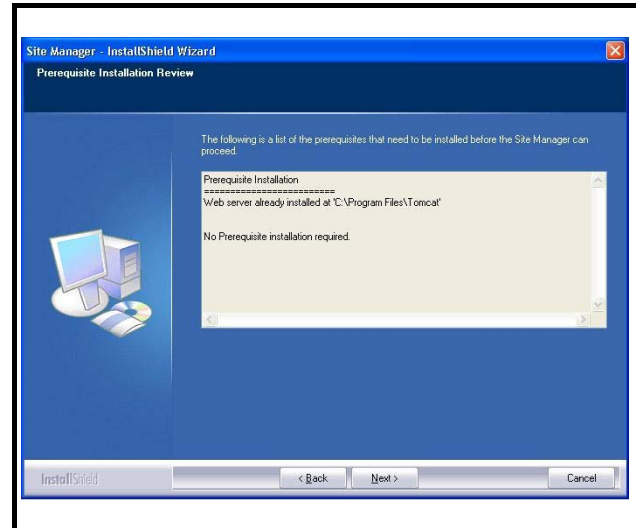 Site Manager - InstallShield Wizard
Prerequisite Installation Review
The following is a list of the prerequisites that need to be installed before the Site Manager can
proceed.
Prerequisite Installation
=========================
Web server already installed at 'C:\Program Files\Tomcat'
No Prerequisite installation required.
InstallShield
< Back
Next >
Cancel